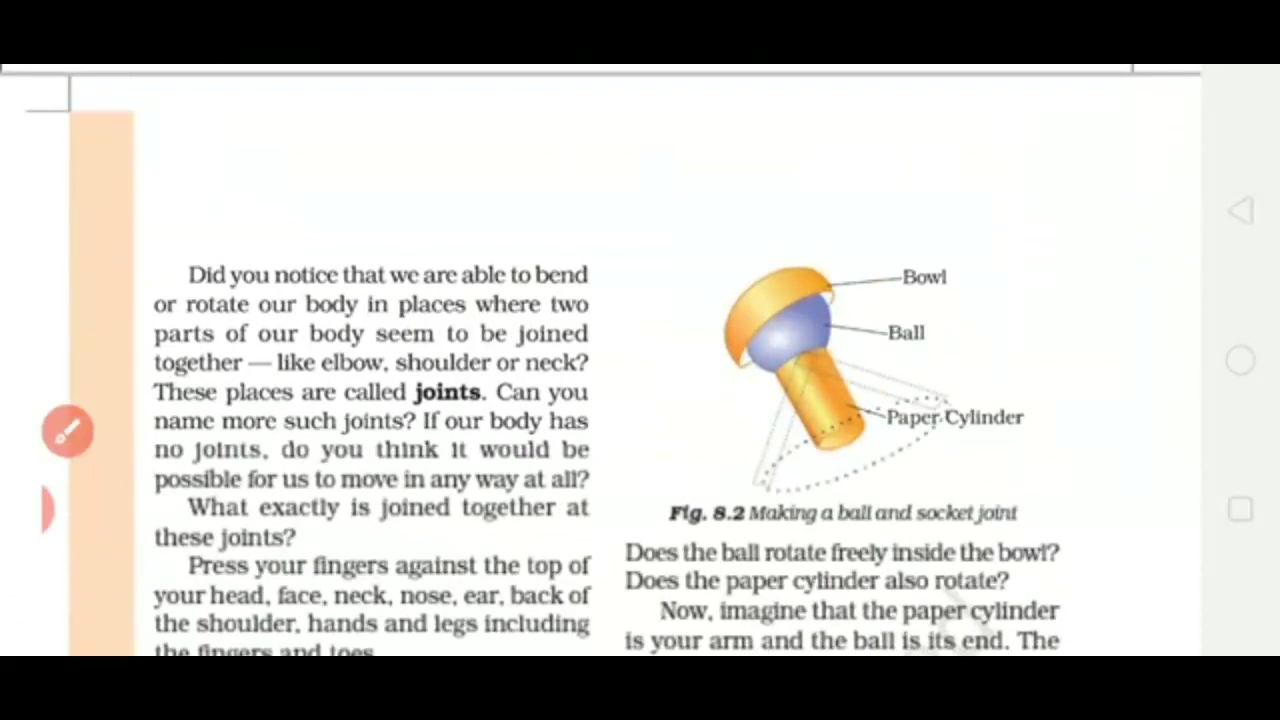 Did you notice that we are able to bend
or rotate our body in places where two
parts of our body seem to be joined
together — like elbow, shoulder or neck?
These places are called joints. Can you
name more such joints? If our body has
no joints, do you think it would be
possible for us to move in any way at all?
What exactly is joined together at
these joints?
Press your fingers against the top of
your head, face, neck, nose, ear, back of
the shoulder, hands and legs including
the fingers and toes.
Bowl
Ball
Paper Cylinder
Fig. 8.2 Making a ball and socket joint
Does the ball rotate freely inside the bowl?
Does the paper cylinder also rotate?
Now, imagine that the paper cylinder
is your arm and the ball is its end. The